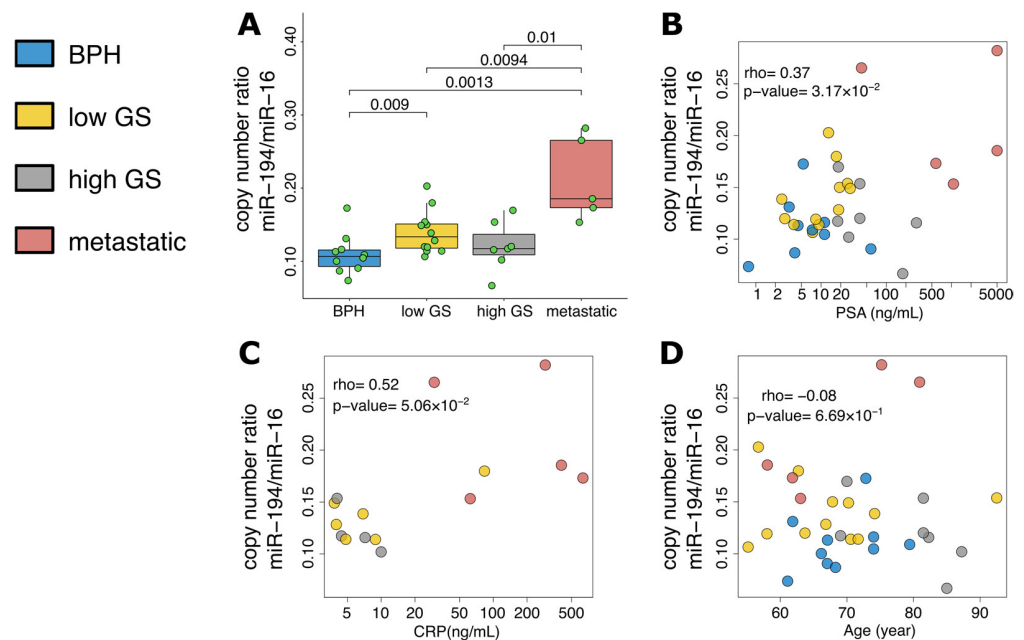 BPH
low GS
high GS
metastatic
A
copy number ratio
miR−194/miR−16
0.10
0.20
0.30
0.40
0.01
0.0094
0.0013
0.009
BPH
low GS
high GS
metastatic
B
copy number ratio
miR−194/miR−16
0.10
0.15
0.20
0.25
rho= 0.37
p−value= 3.17×10−2
1 2 5 10 20 100 500 5000
PSA (ng/mL)
C
copy number ratio
miR−194/miR−16
0.10
0.15
0.20
0.25
rho= 0.52
p−value= 5.06×10−2
5 10 20 50 100 200 500
CRP(ng/mL)
D
copy number ratio
miR−194/miR−16
0.10
0.15
0.20
0.25
rho= −0.08
p−value= 6.69×10−1
60 70 80 90
Age (year)